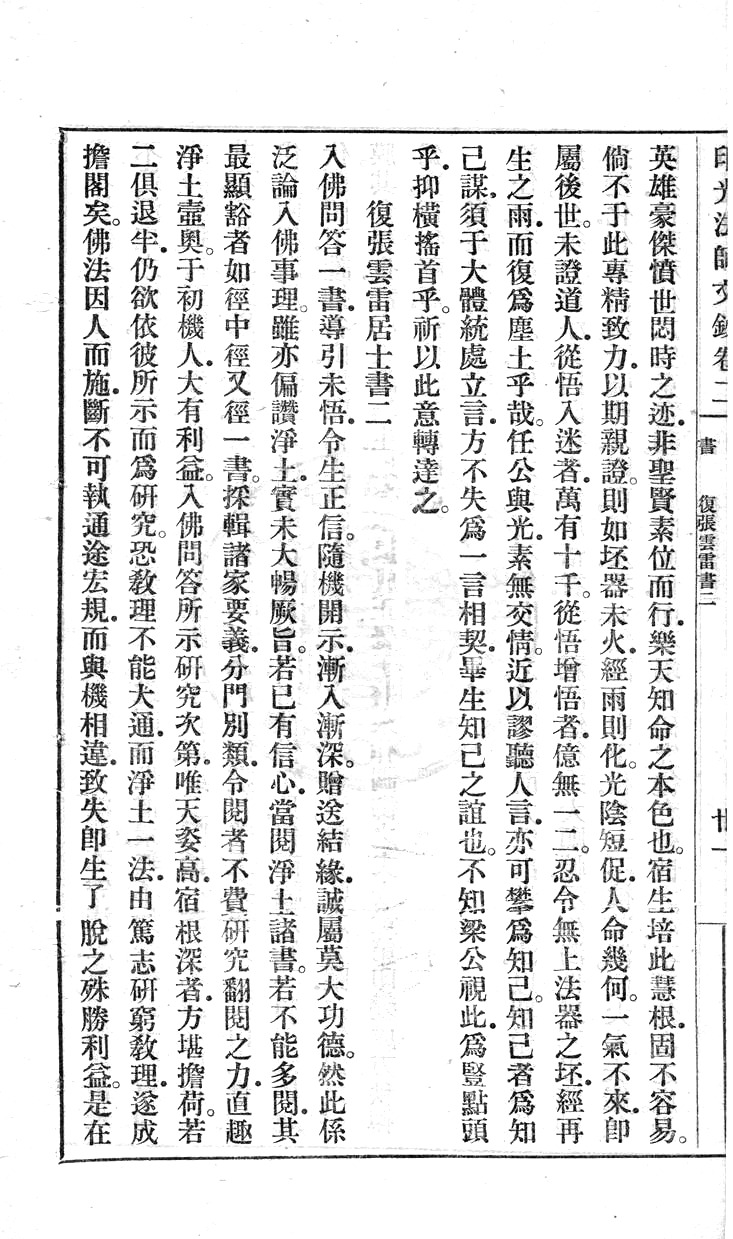 印光法師文鈔卷二 書 復張雲雷書二 廿一
英雄豪傑憤世悶時之迹．非聖賢素位而行．樂天知命之本色也。宿生培此慧根．固不容易。
倘不于此專精致力．以期親證．則如坯器未火．經雨則化。光陰短促．人命幾何。一氣不來．即
屬後世。未證道人．從悟入迷者．萬有十千。從悟增悟者．億無一二。忍令無上法器之坯．經再
生之雨．而復為塵土乎哉。任公與光．素無交情。近以謬聽人言．亦可攀為知己。知己者為知
己謀．須于大體統處立言．方不失為一言相契．畢生知己之誼也。不知梁公視此．為豎點頭
乎．抑橫搖首乎。祈以此意轉達之。
復張雲雷居士書二
入佛問答一書．導引未悟．令生正信。隨機開示．漸入漸深。贈送結緣．誠屬莫大功德。然此係
泛論入佛事理。雖亦偏讚淨土．實未大暢厥旨。若已有信心．當閱淨土諸書。若不能多閱．其
最顯豁者．如徑中徑又徑一書。採輯諸家要義．分門別類．令閱者不費研究翻閱之力．直趣
淨土壼奧。于初機人．大有利益。入佛問答所示研究次第．唯天姿高．宿根深者．方堪擔荷。若
二俱退半．仍欲依彼所示而為研究。恐教理不能大通．而淨土一法．由篤志研窮教理．遂成
擔閣矣。佛法因人而施．斷不可執通途宏規．而與機相違．致失即生了脫之殊勝利益。是在